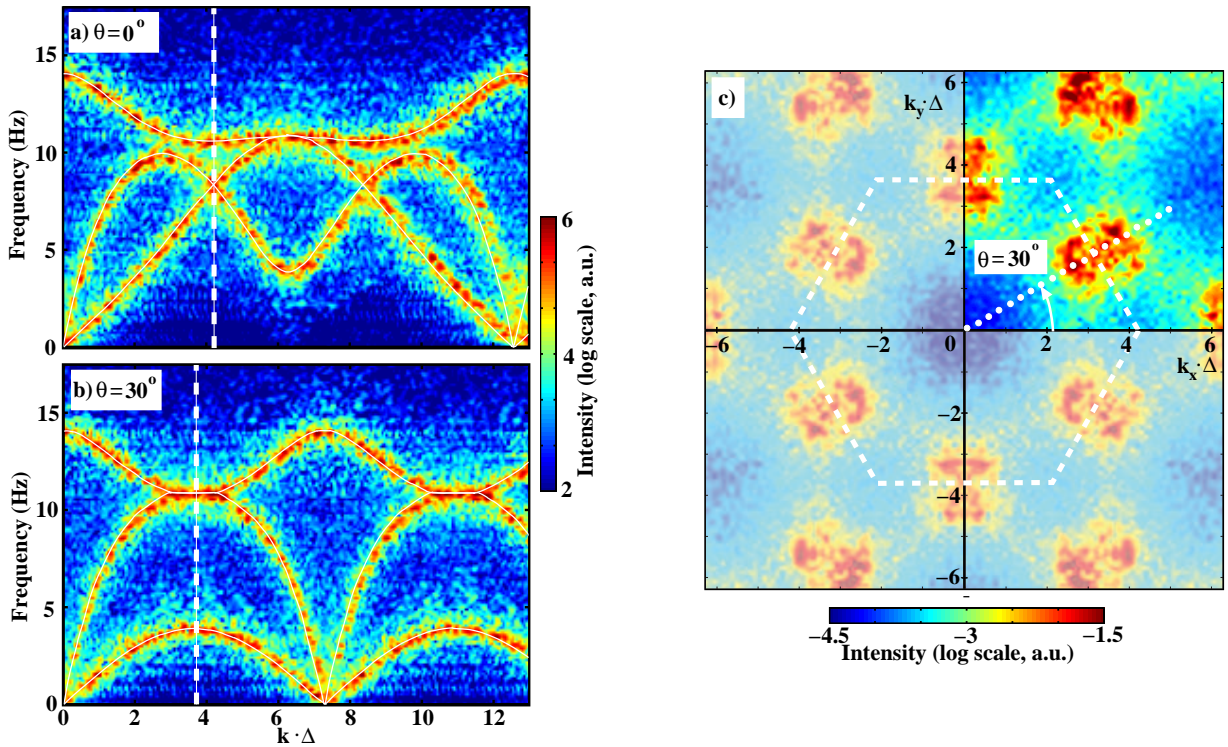 a) θ=0°
15
10
5
0
Frequency (Hz)
b) θ=30°
15
10
5
0
Frequency (Hz)
0 2 4 6 8 10 12
k·Δ
6
4
2
Intensity (log scale, a.u.)
c)
k_y·Δ
6
4
2
θ=30°
−6 −4 −2 0 2 4 6
k_x·Δ
−2
−4
−6
−4.5 −3 −1.5
Intensity (log scale, a.u.)